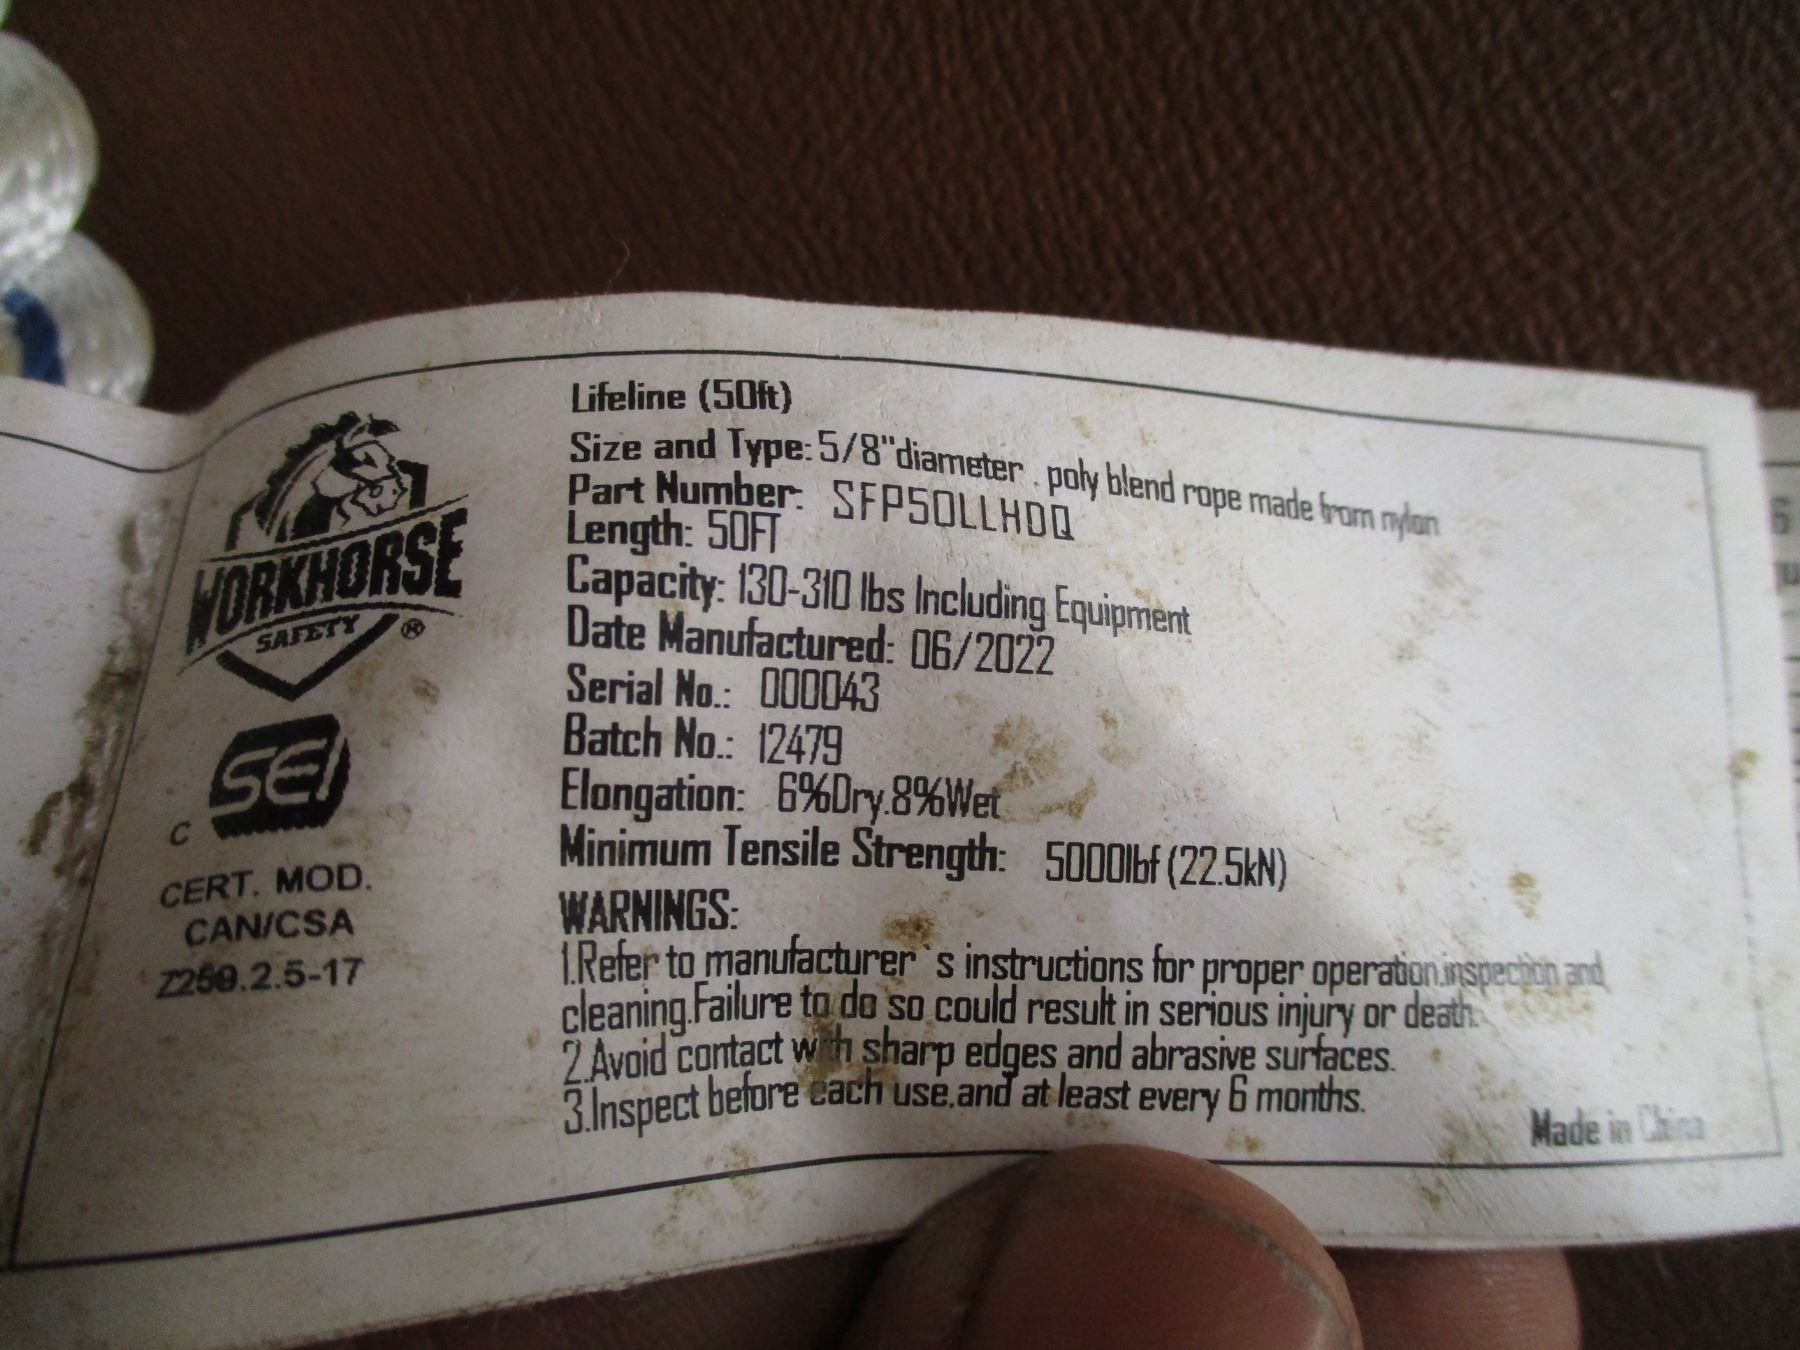 Lifeline (50ft)
Size and Type: 5/8"diameter . poly blend rope made from nylon
Part Number: SFP50LLHDQ
Length: 50FT
Capacity: 130-310 lbs Including Equipment
Date Manufactured: 06/2022
Serial No.: 000043
Batch No.: 12479
Elongation: 6%Dry.8%Wet
Minimum Tensile Strength: 5000lbf (22.5kN)
WARNINGS:
1.Refer to manufacturer`s instructions for proper operation.inspection and
cleaning.Failure to do so could result in serious injury or death.
2.Avoid contact with sharp edges and abrasive surfaces.
3.Inspect before each use.and at least every 6 months.
Made in China
WORKHORSE
SAFETY ®
SEI
C
CERT. MOD.
CAN/CSA
Z259.2.5-17